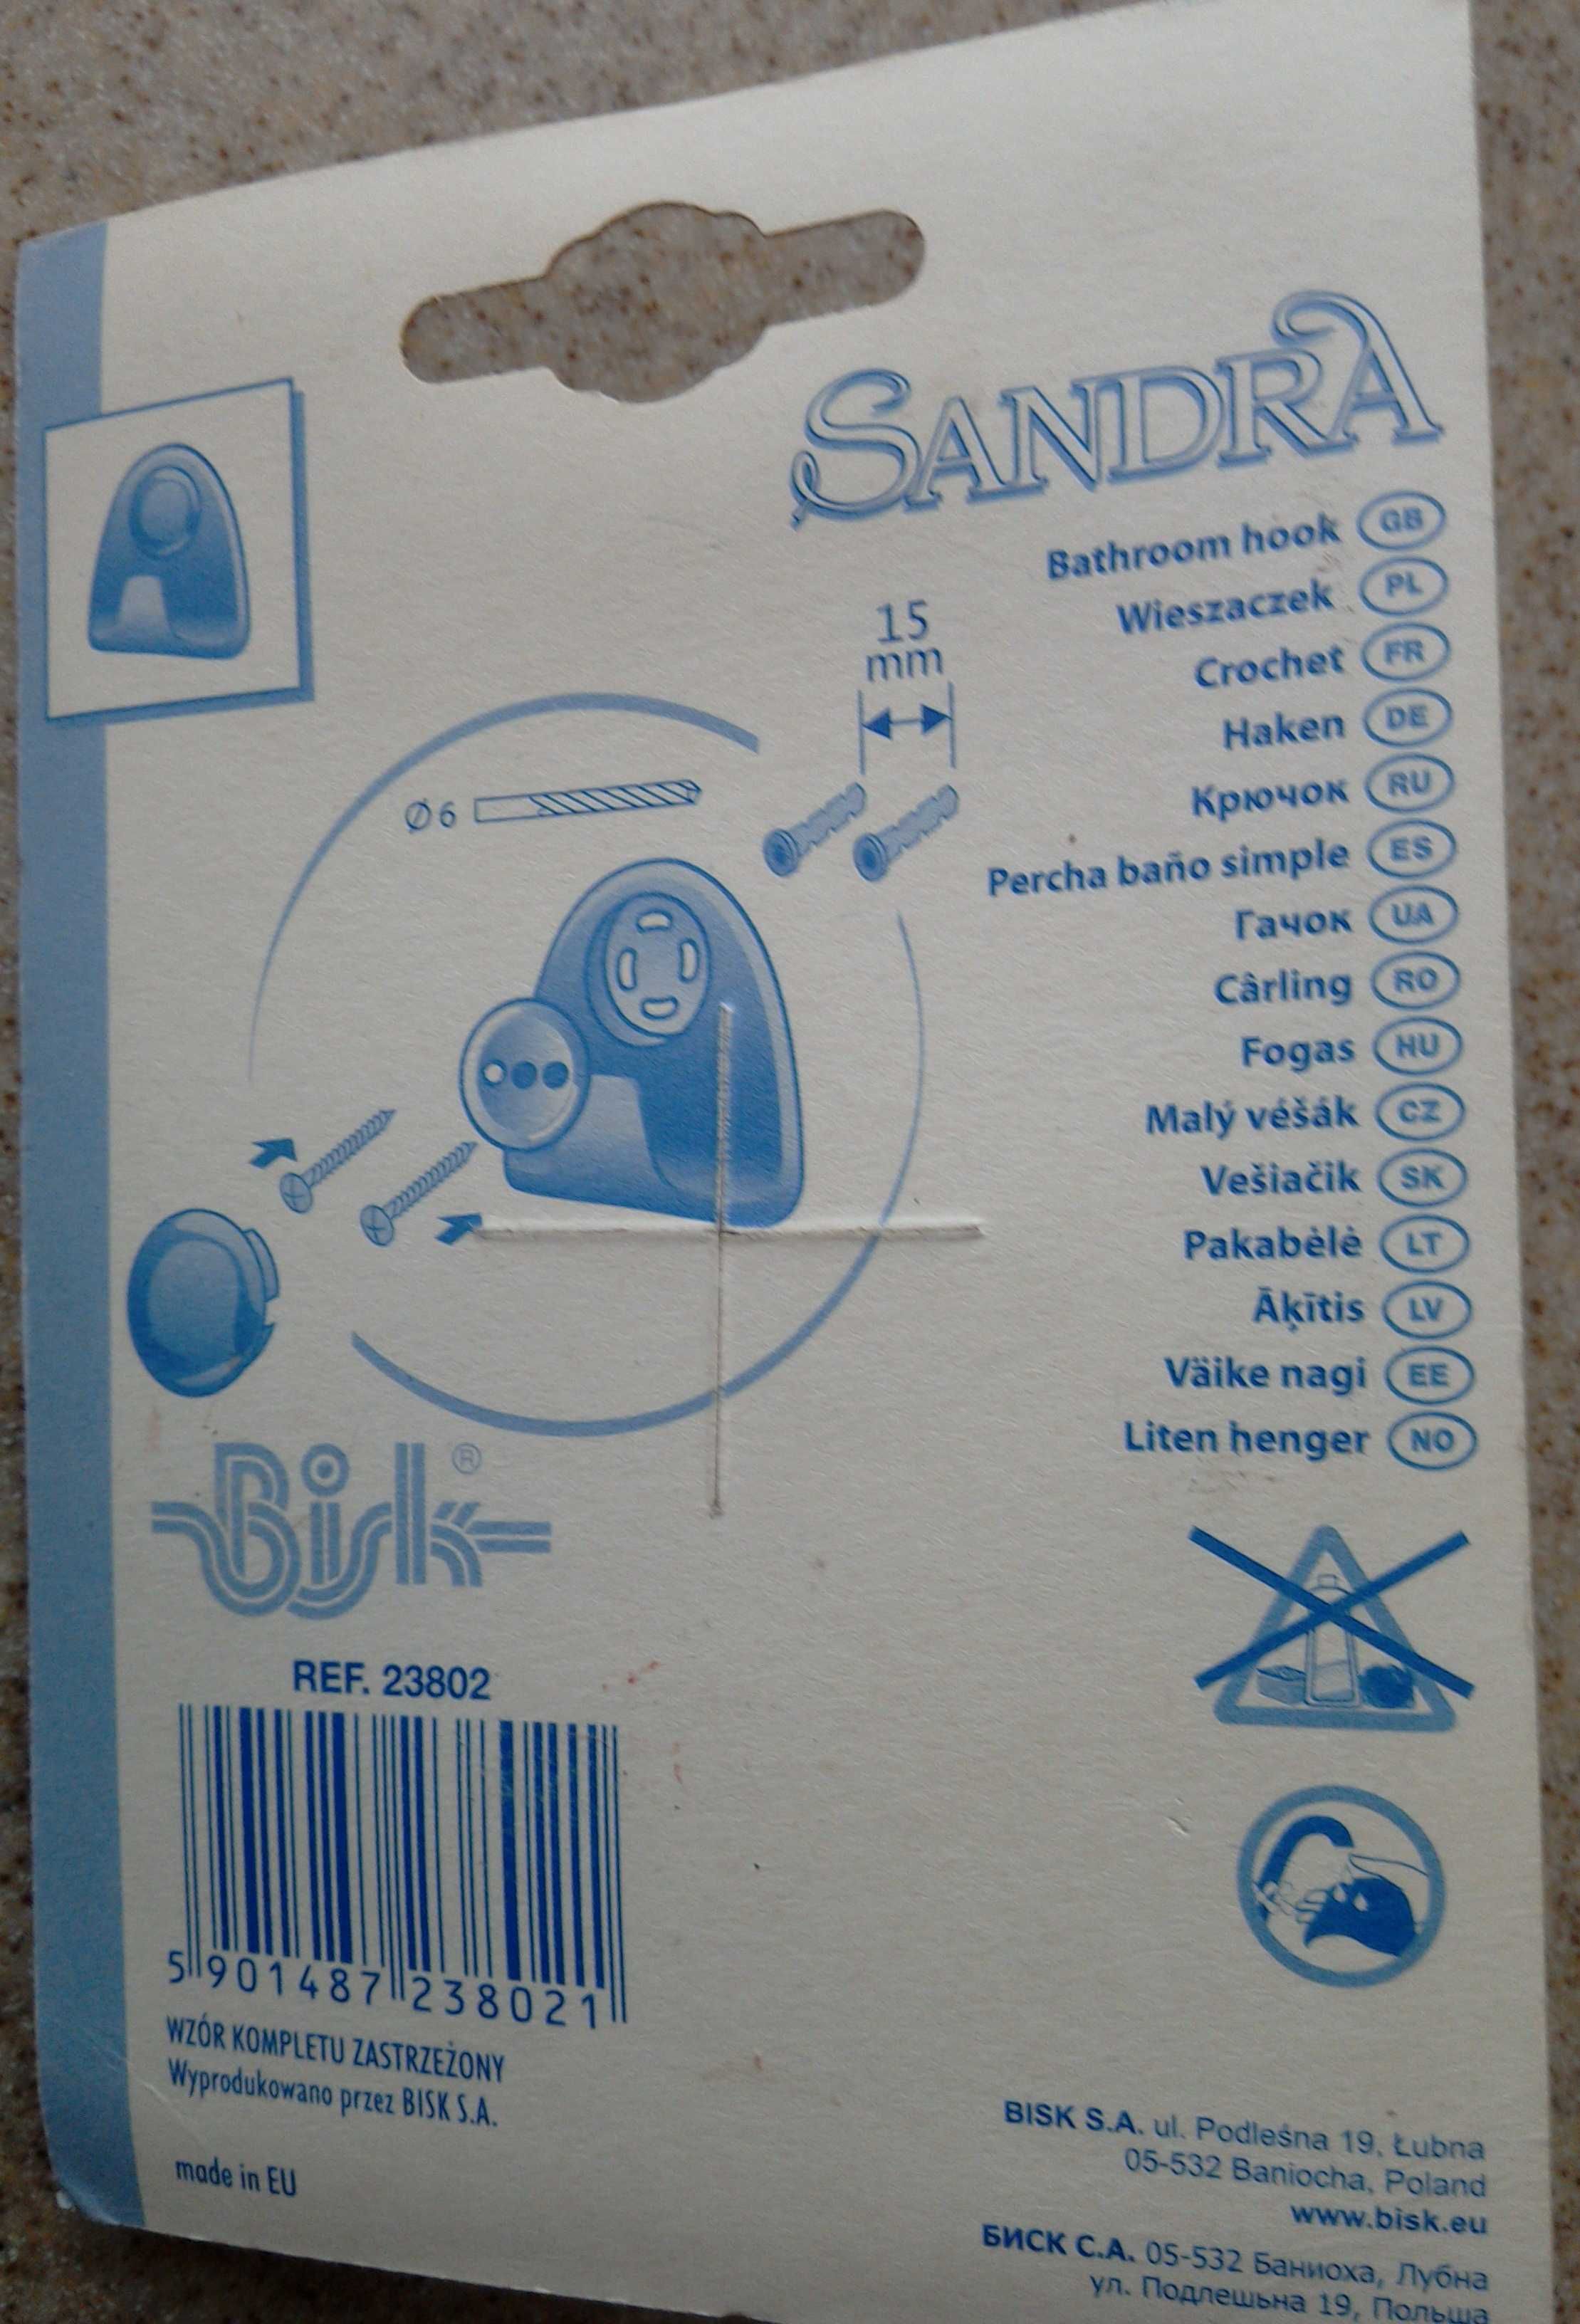 SANDRA
Bathroom hook GB
Wieszaczek PL
Crochet FR
Haken DE
Крючок RU
Percha baño simple ES
Гачок UA
Cârling RO
Fogas HU
Malý véšák CZ
Vešiačik SK
Pakabėlė LT
Āķītis LV
Väike nagi EE
Liten henger NO
15
mm
Ø6
Bisk ®
REF. 23802
5 901487 238021
WZÓR KOMPLETU ZASTRZEŻONY
Wyprodukowano przez BISK S.A.
made in EU
BISK S.A. ul. Podleśna 19, Łubna
05-532 Baniocha, Poland
www.bisk.eu
БИСК С.А. 05-532 Баниоха, Лубна
ул. Подлешьна 19, Польша